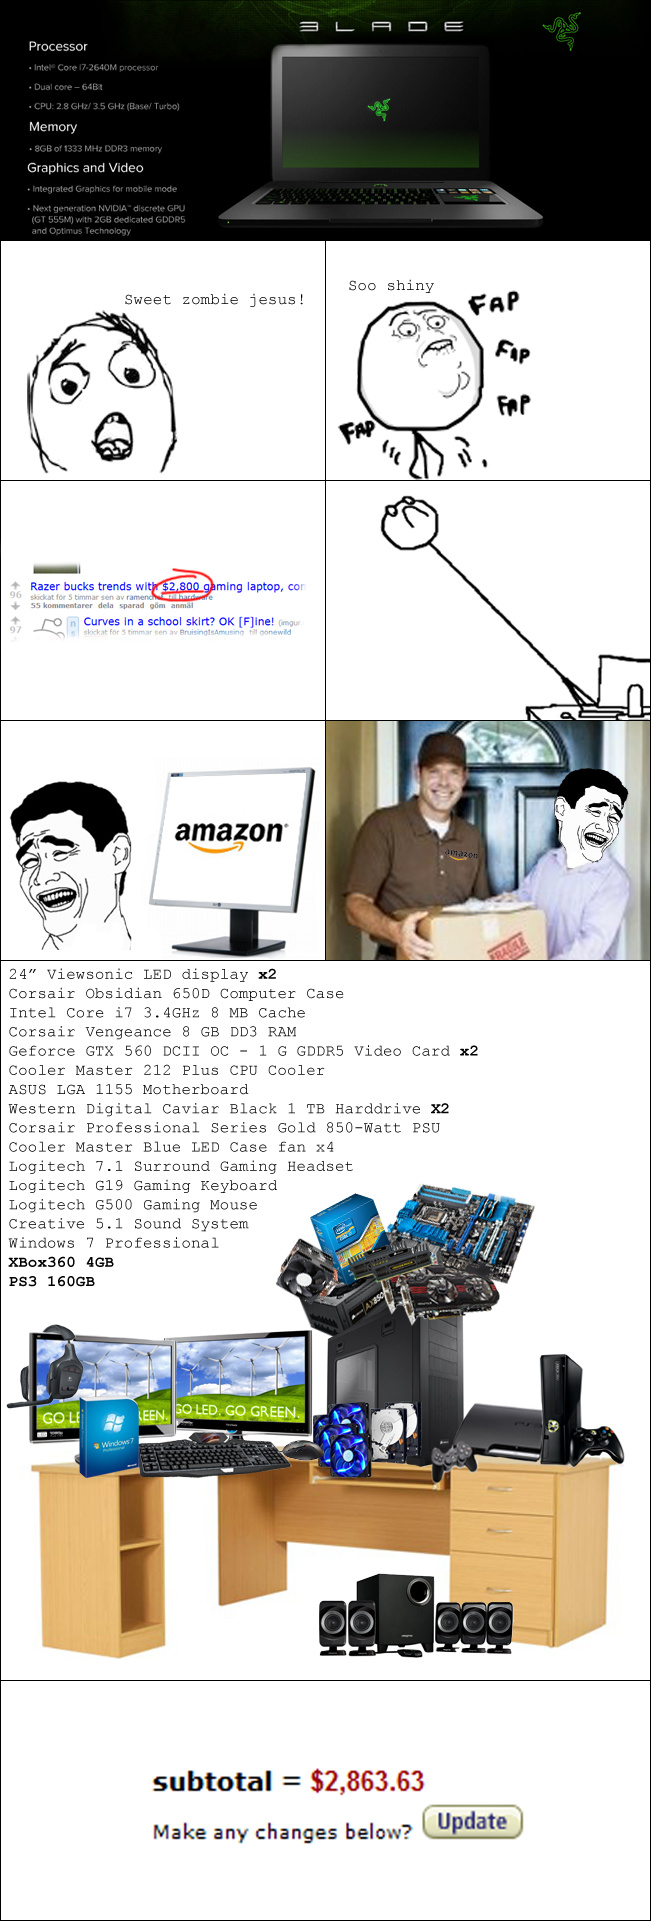 BLADE
Processor
• Intel® Core i7-2640M processor
• Dual core – 64Bit
• CPU: 2.8 GHz/ 3.5 GHz (Base/ Turbo)
Memory
• 8GB of 1333 MHz DDR3 memory
Graphics and Video
• Integrated Graphics for mobile mode
• Next generation NVIDIA™ discrete GPU
(GT 555M) with 2GB dedicated GDDR5
and Optimus Technology
Sweet zombie jesus!
Soo shiny
FAP
FAP
FAP
FAP
Razer bucks trends with $2,800 gaming laptop, con
96
skickat för 5 timmar sen av ramench till hardware
55 kommentarer dela sparad göm anmäl
97
Curves in a school skirt? OK [F]ine! (imgur
skickat för 5 timmar sen av BruisingIsAmusing till gonewild
amazon
amazon
FRAGILE
24” Viewsonic LED display x2
Corsair Obsidian 650D Computer Case
Intel Core i7 3.4GHz 8 MB Cache
Corsair Vengeance 8 GB DD3 RAM
Geforce GTX 560 DCII OC - 1 G GDDR5 Video Card x2
Cooler Master 212 Plus CPU Cooler
ASUS LGA 1155 Motherboard
Western Digital Caviar Black 1 TB Harddrive X2
Corsair Professional Series Gold 850-Watt PSU
Cooler Master Blue LED Case fan x4
Logitech 7.1 Surround Gaming Headset
Logitech G19 Gaming Keyboard
Logitech G500 Gaming Mouse
Creative 5.1 Sound System
Windows 7 Professional
XBox360 4GB
PS3 160GB
AX850
GO LE
EEN.
GO LED. GO GREEN.
Windows 7
Professional
subtotal = $2,863.63
Make any changes below? Update